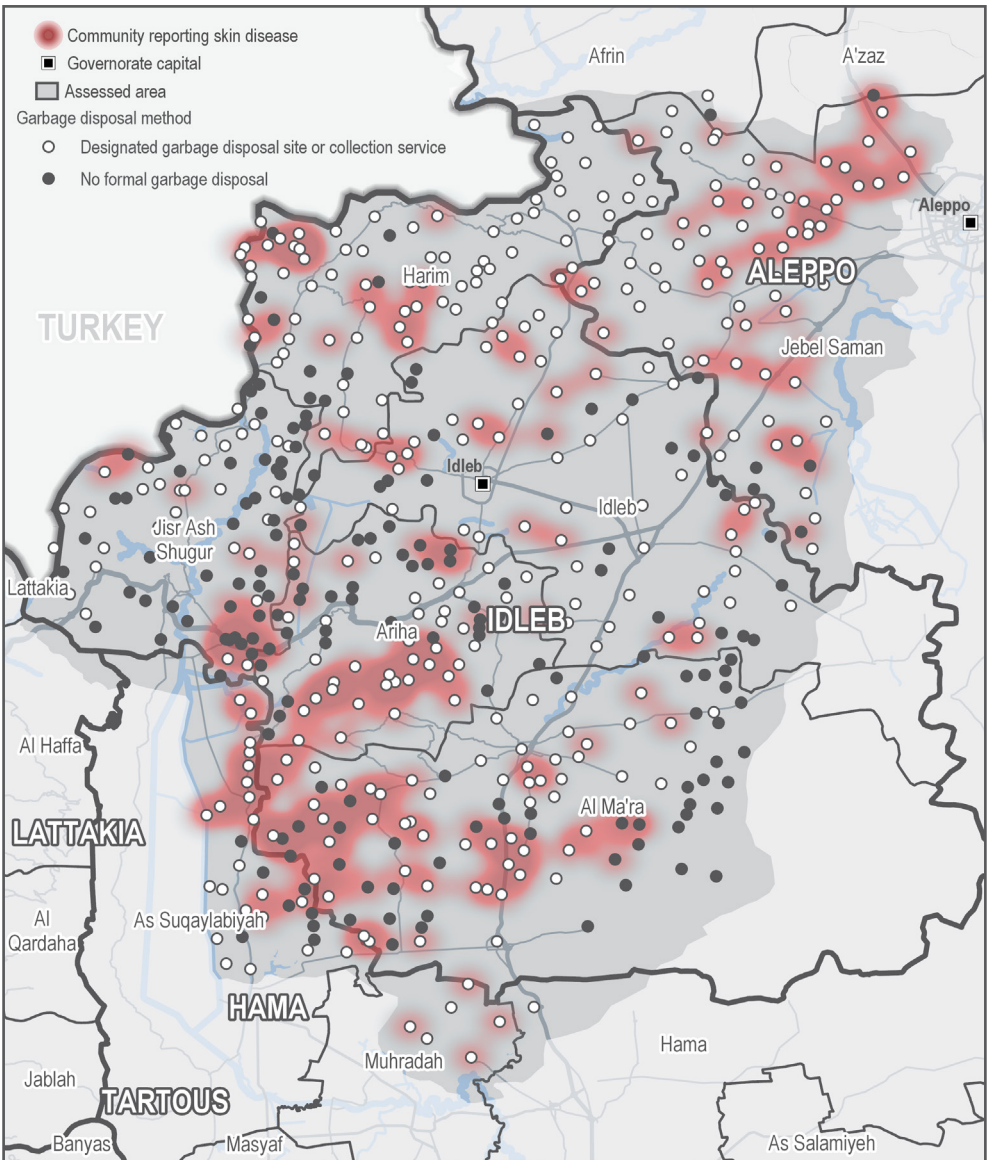 Community reporting skin disease
Governorate capital
Assessed area
Garbage disposal method
Designated garbage disposal site or collection service
No formal garbage disposal
Afrin
A'zaz
Aleppo
ALEPPO
Harim
TURKEY
Jebel Saman
Idleb
Idleb
Jisr Ash
Shugur
Lattakia
IDLEB
Ariha
Al Haffa
Al Ma'ra
LATTAKIA
Al
Qardaha
As Suqaylabiyah
HAMA
Hama
Muhradah
Jablah
TARTOUS
Banyas
Masyaf
As Salamiyeh